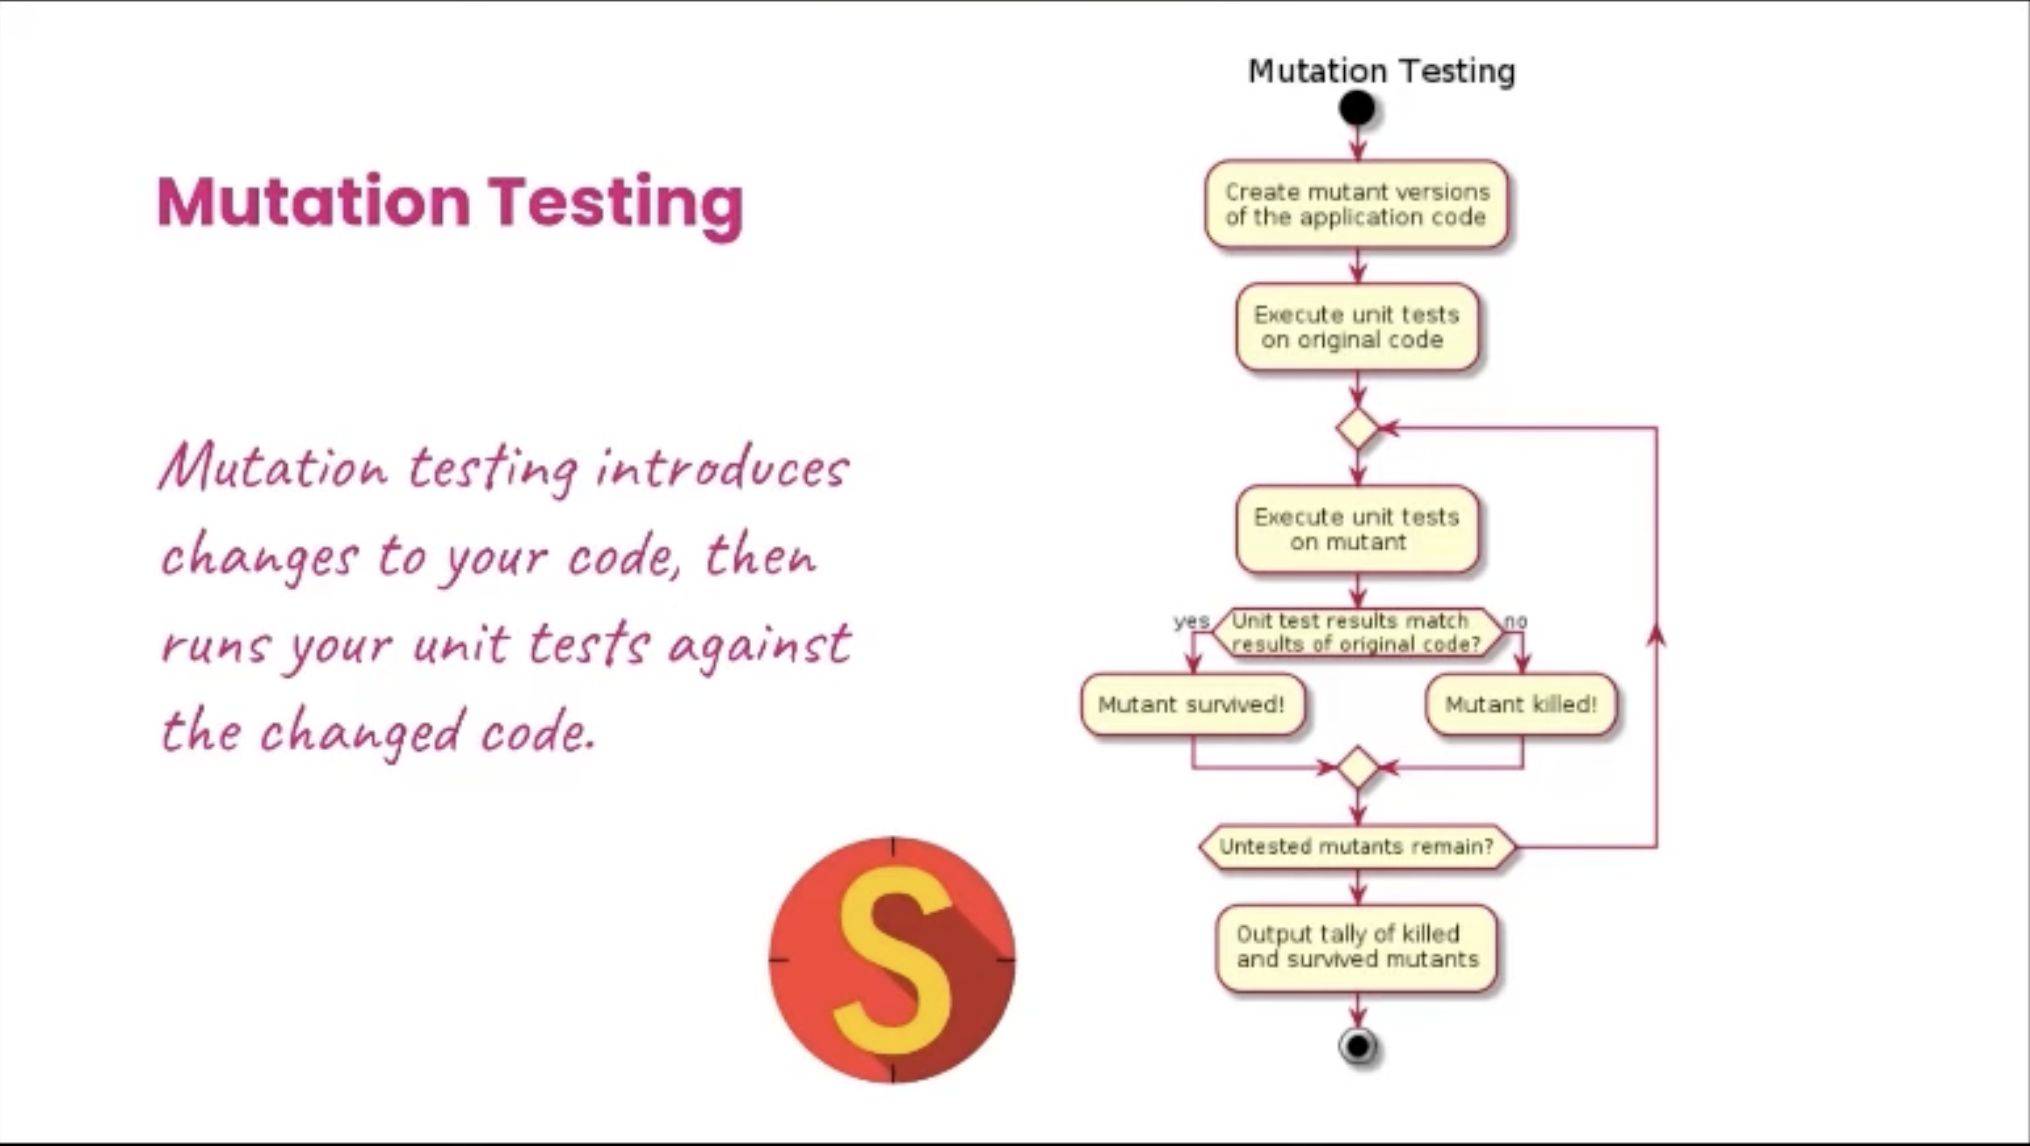 Mutation Testing
Mutation testing introduces
changes to your code, then
runs your unit tests against
the changed code.
S
Mutation Testing
Create mutant versions
of the application code
Execute unit tests
on original code
Execute unit tests
on mutant
yes
Unit test results match
results of original code?
no
Mutant survived!
Mutant killed!
Untested mutants remain?
Output tally of killed
and survived mutants